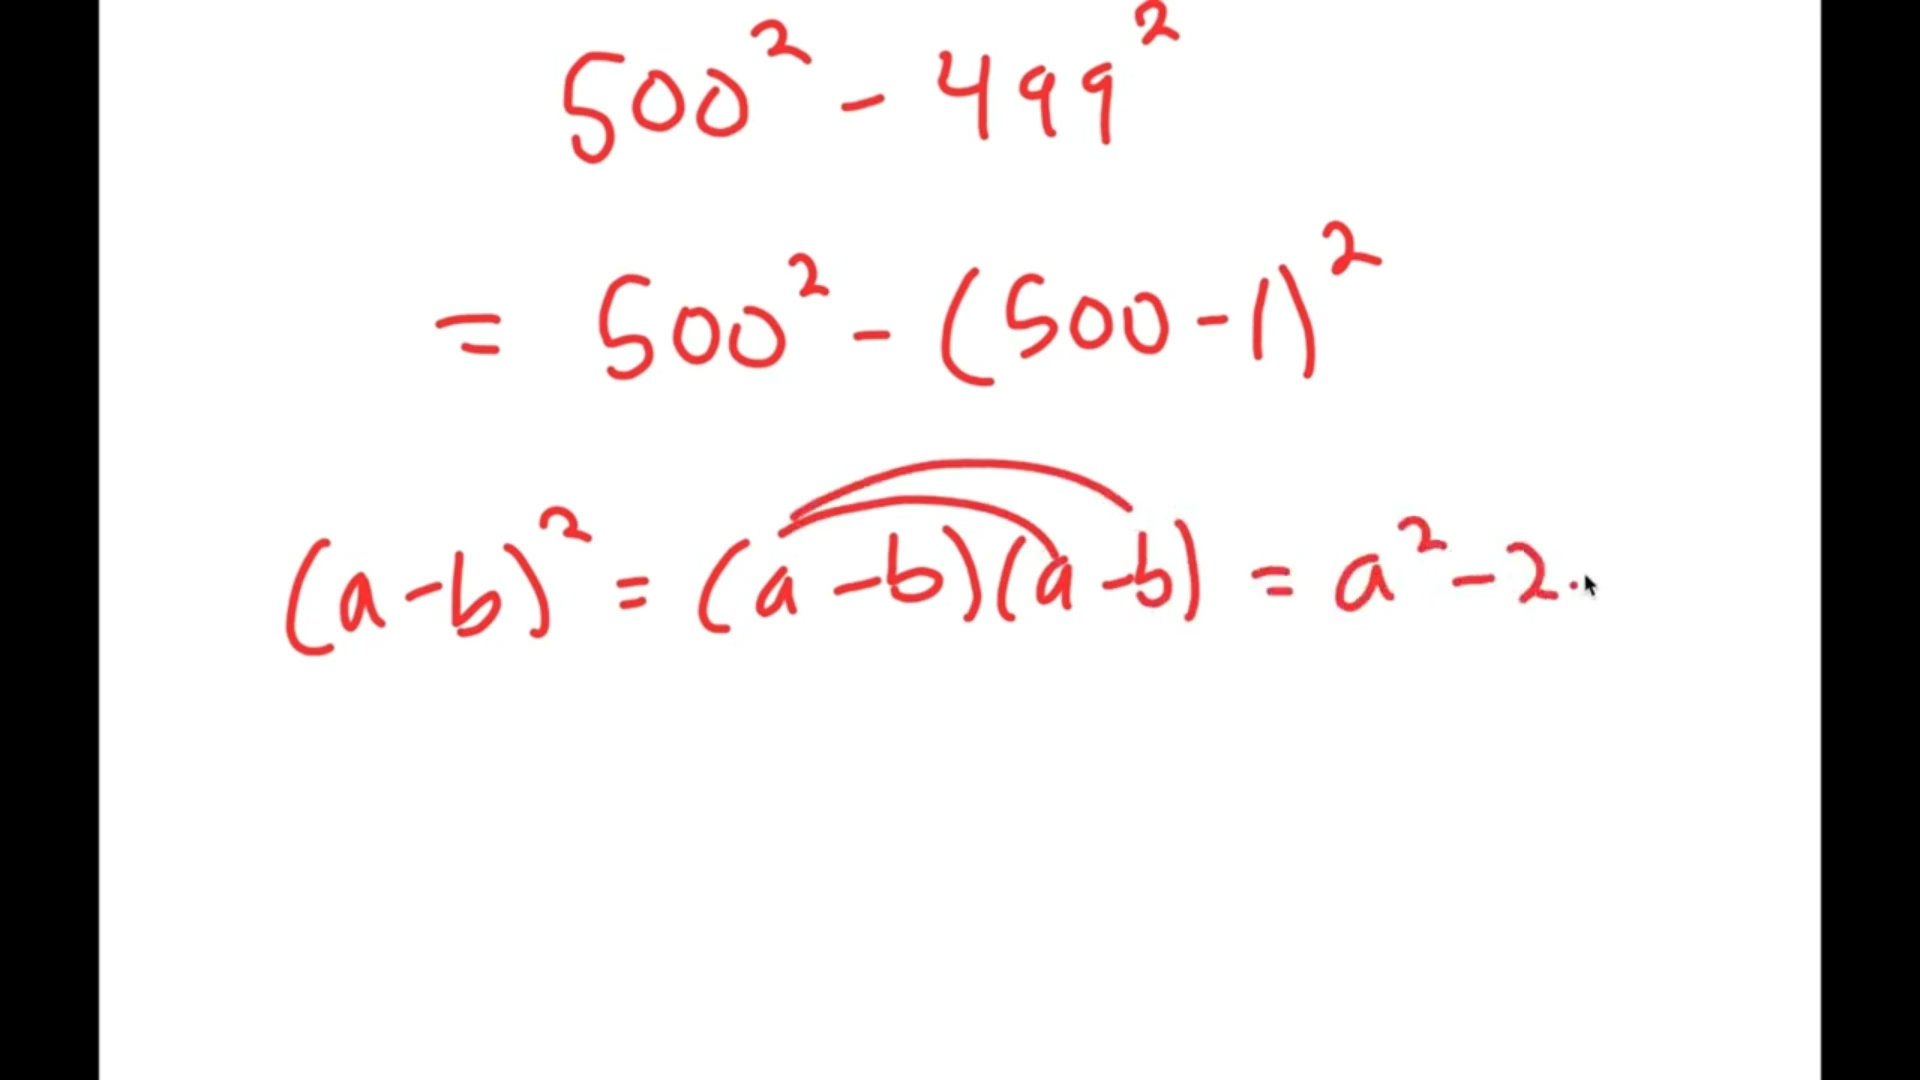 500² - 499²
= 500² - (500 - 1)²
(a - b)² = (a - b)(a - b) = a² - 2·